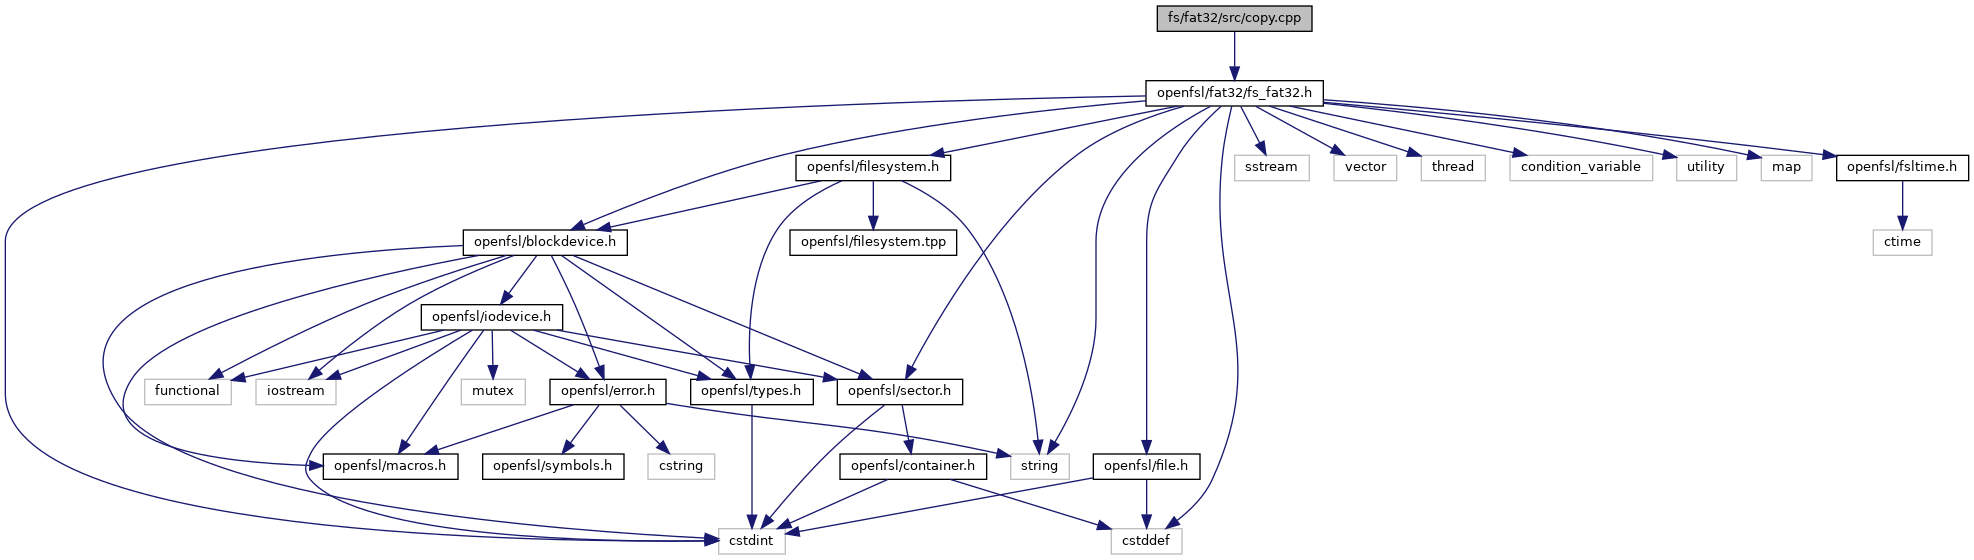 fs/fat32/src/copy.cpp
openfsl/fat32/fs_fat32.h
openfsl/filesystem.h
sstream
vector
thread
condition_variable
utility
map
openfsl/fsltime.h
openfsl/blockdevice.h
openfsl/filesystem.tpp
ctime
openfsl/iodevice.h
functional
iostream
mutex
openfsl/error.h
openfsl/types.h
openfsl/sector.h
openfsl/macros.h
openfsl/symbols.h
cstring
openfsl/container.h
string
openfsl/file.h
cstdint
cstddef